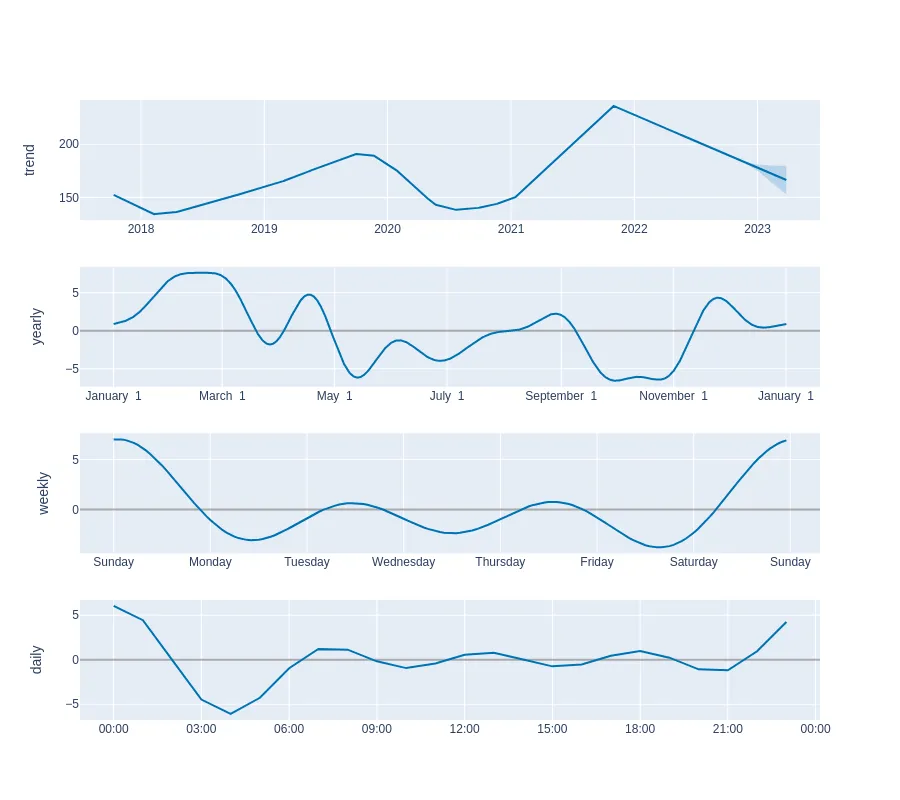 trend
200
150
2018 2019 2020 2021 2022 2023
yearly
5
0
−5
January 1 March 1 May 1 July 1 September 1 November 1 January 1
weekly
5
0
Sunday Monday Tuesday Wednesday Thursday Friday Saturday Sunday
daily
5
0
−5
00:00 03:00 06:00 09:00 12:00 15:00 18:00 21:00 00:00